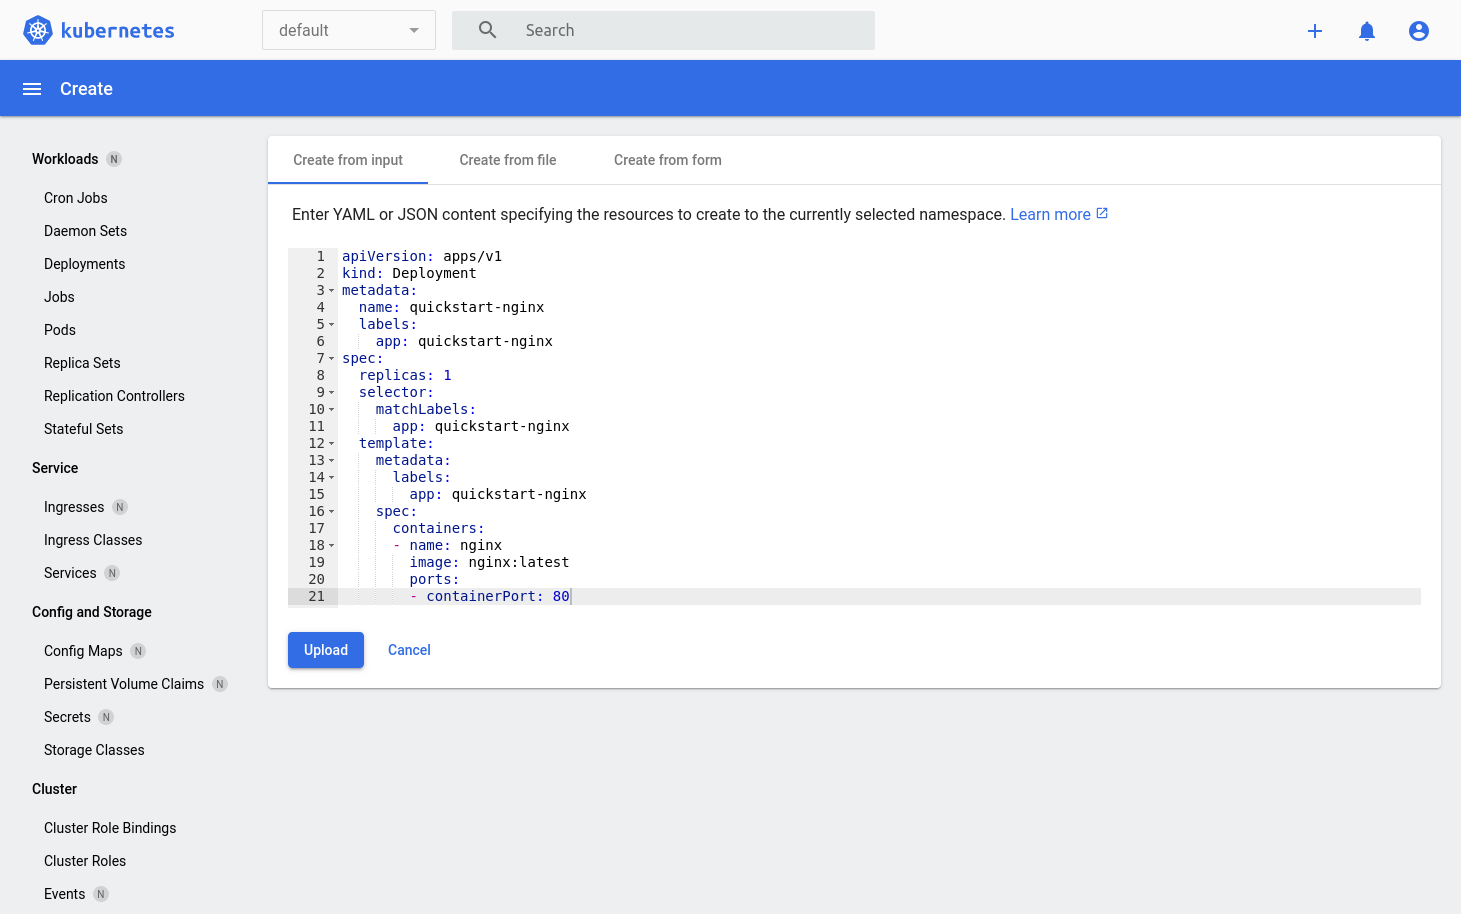 kubernetes
default
Search
Create
Workloads N
Cron Jobs
Daemon Sets
Deployments
Jobs
Pods
Replica Sets
Replication Controllers
Stateful Sets
Service
Ingresses N
Ingress Classes
Services N
Config and Storage
Config Maps N
Persistent Volume Claims N
Secrets N
Storage Classes
Cluster
Cluster Role Bindings
Cluster Roles
Events N
Create from input
Create from file
Create from form
Enter YAML or JSON content specifying the resources to create to the currently selected namespace. Learn more
1 apiVersion: apps/v1
2 kind: Deployment
3 metadata:
4   name: quickstart-nginx
5   labels:
6     app: quickstart-nginx
7 spec:
8   replicas: 1
9   selector:
10     matchLabels:
11       app: quickstart-nginx
12   template:
13     metadata:
14       labels:
15         app: quickstart-nginx
16     spec:
17       containers:
18       - name: nginx
19         image: nginx:latest
20         ports:
21         - containerPort: 80
Upload
Cancel